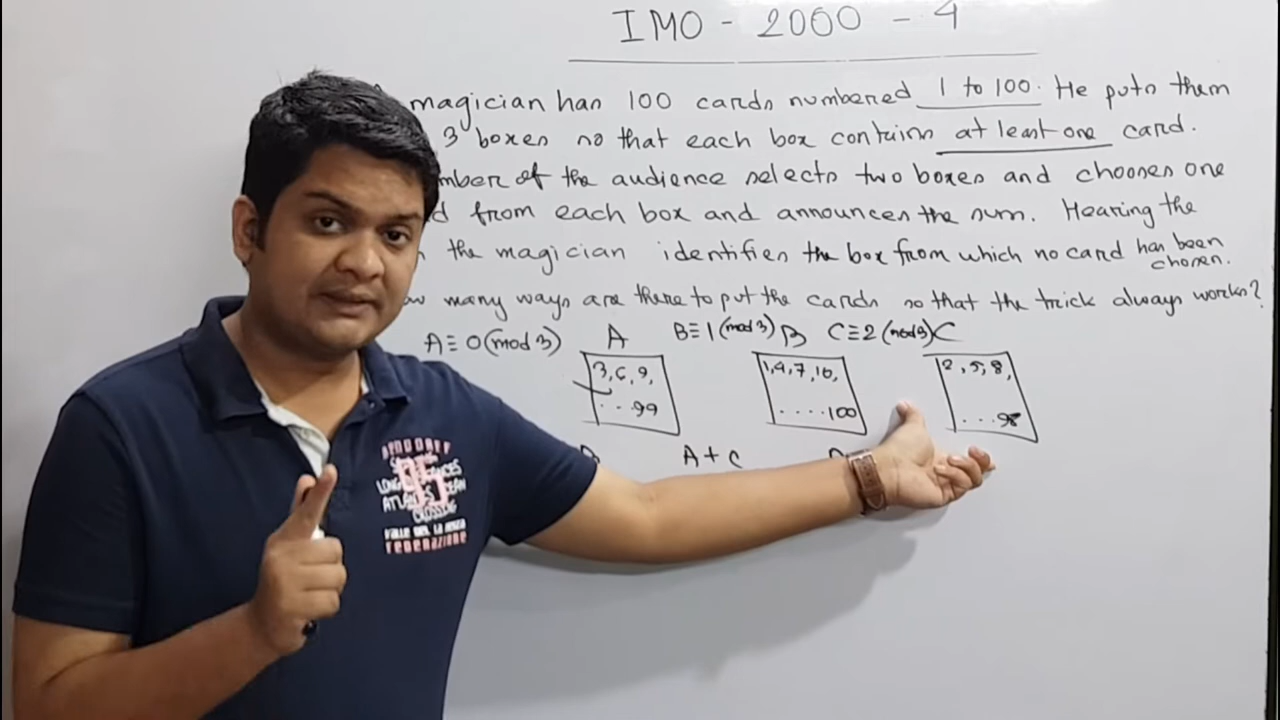 IMO - 2000 - 4
magician has 100 cards numbered 1 to 100. He puts them
3 boxes so that each box contains at least one card.
mber of the audience selects two boxes and chooses one
d from each box and announces the sum. Hearing the
the magician identifies the box from which no card has been chosen.
w many ways are there to put the cards so that the trick always works?
A≡0(mod 3) A B≡1(mod 3) B C≡2(mod 3) C
3, 6, 9, 1, 4, 7, 10, 2, 5, 8,
...99 ....100 ....98
A + C
LONG
ATLANTIC OCEAN
CROSSING